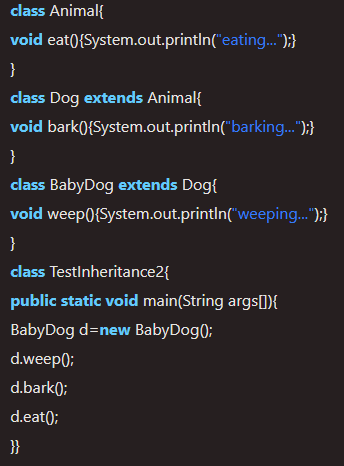 class Animal{
void eat(){System.out.println("eating...");}
}
class Dog extends Animal{
void bark(){System.out.println("barking...");}
}
class BabyDog extends Dog{
void weep(){System.out.println("weeping...");}
}
class TestInheritance2{
public static void main(String args[]){
BabyDog d=new BabyDog();
d.weep();
d.bark();
d.eat();
}}